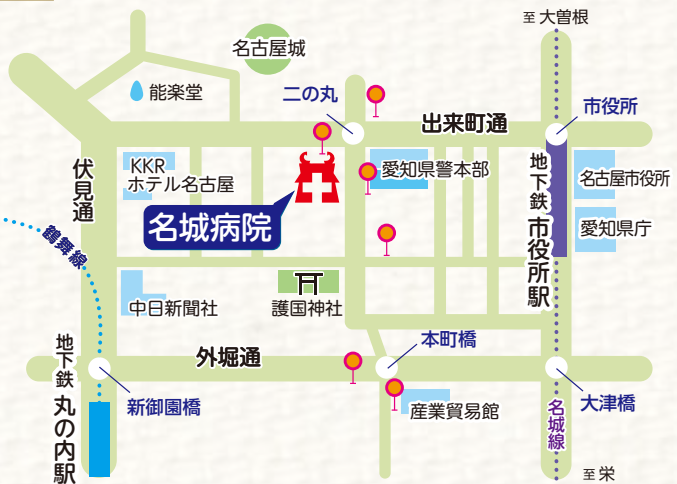 至 大曽根
名古屋城
能楽堂
二の丸
出来町通
市役所
伏見通
KKR
ホテル名古屋
愛知県警本部
地下鉄 市役所駅
名古屋市役所
名城病院
愛知県庁
鶴舞線
中日新聞社
護国神社
本町橋
地下鉄 丸の内駅
外堀通
新御園橋
産業貿易館
名城線
大津橋
至 栄